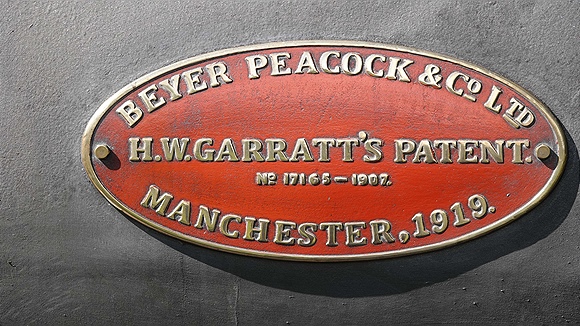 BEYER PEACOCK & Co LTD
H.W. GARRATT'S PATENT.
No 17165-1907.
MANCHESTER, 1919.